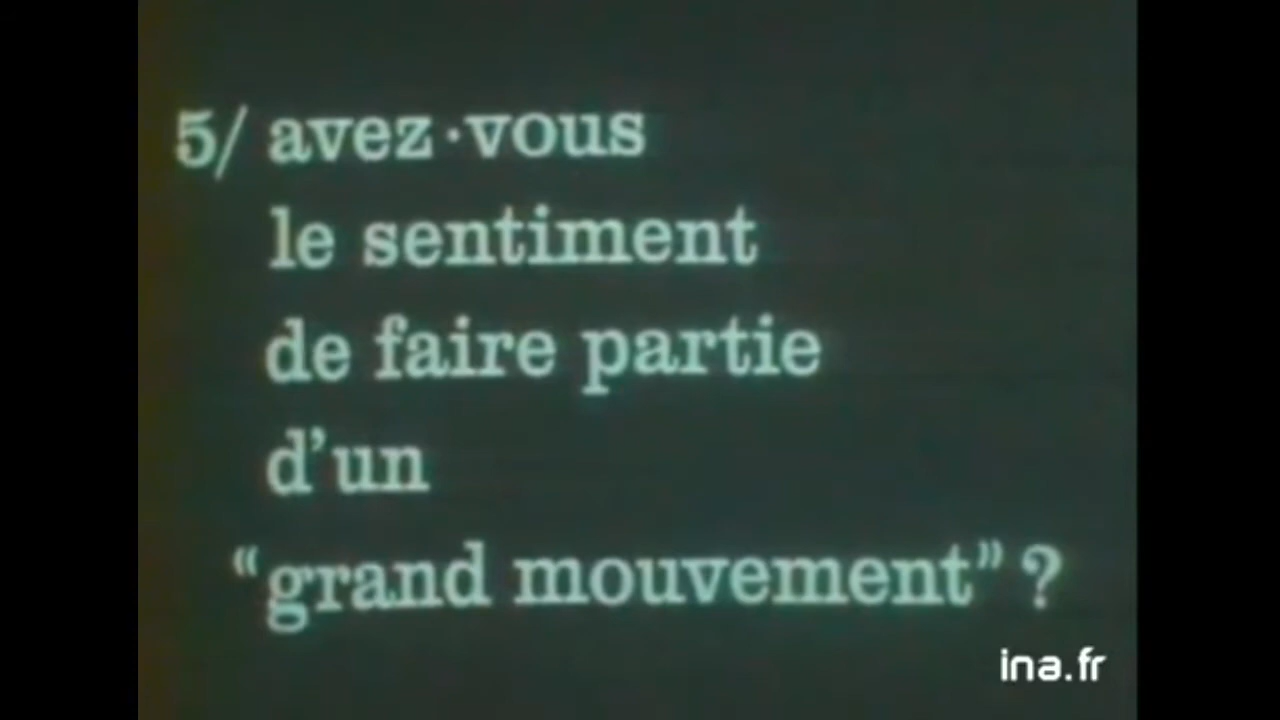 5/ avez·vous
le sentiment
de faire partie
d'un
“grand mouvement” ?
ina.fr